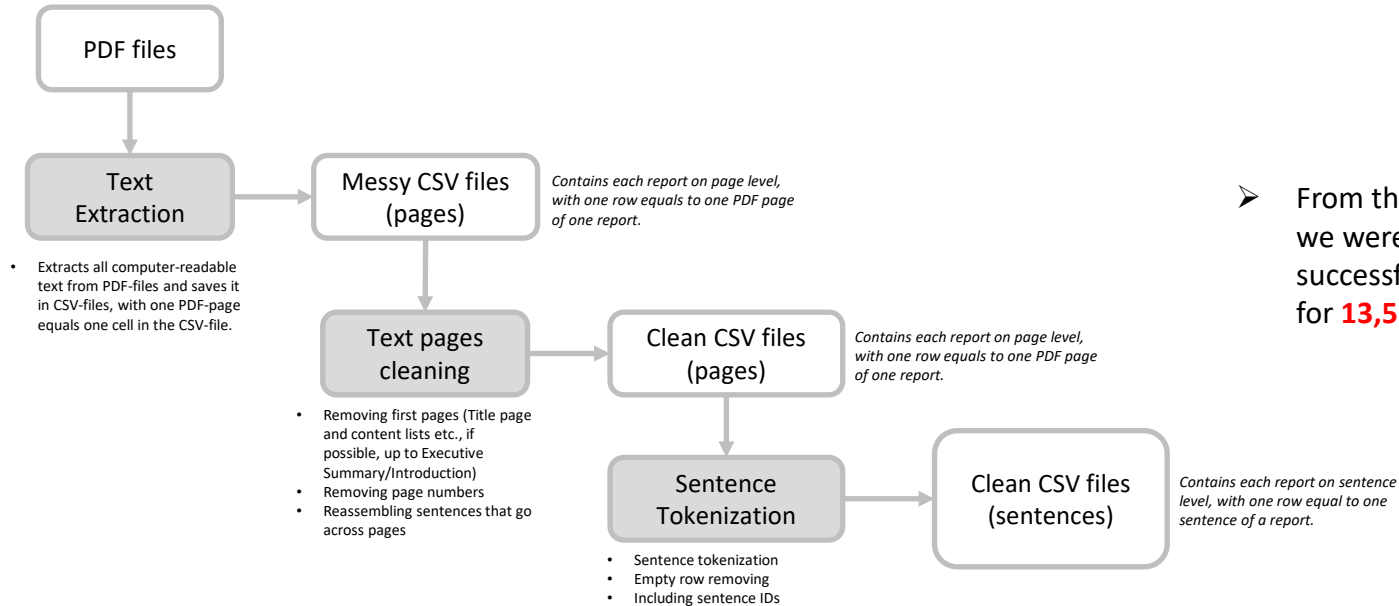 PDF files
Text
Extraction
• Extracts all computer-readable
text from PDF-files and saves it
in CSV-files, with one PDF-page
equals one cell in the CSV-file.
Messy CSV files
(pages)
Contains each report on page level,
with one row equals to one PDF page
of one report.
Text pages
cleaning
• Removing first pages (Title page
and content lists etc., if
possible, up to Executive
Summary/Introduction)
• Removing page numbers
• Reassembling sentences that go
across pages
Clean CSV files
(pages)
Contains each report on page level,
with one row equals to one PDF page
of one report.
Sentence
Tokenization
• Sentence tokenization
• Empty row removing
• Including sentence IDs
Clean CSV files
(sentences)
Contains each report on sentence
level, with one row equal to one
sentence of a report.
➢ From th
we were
successf
for 13,5